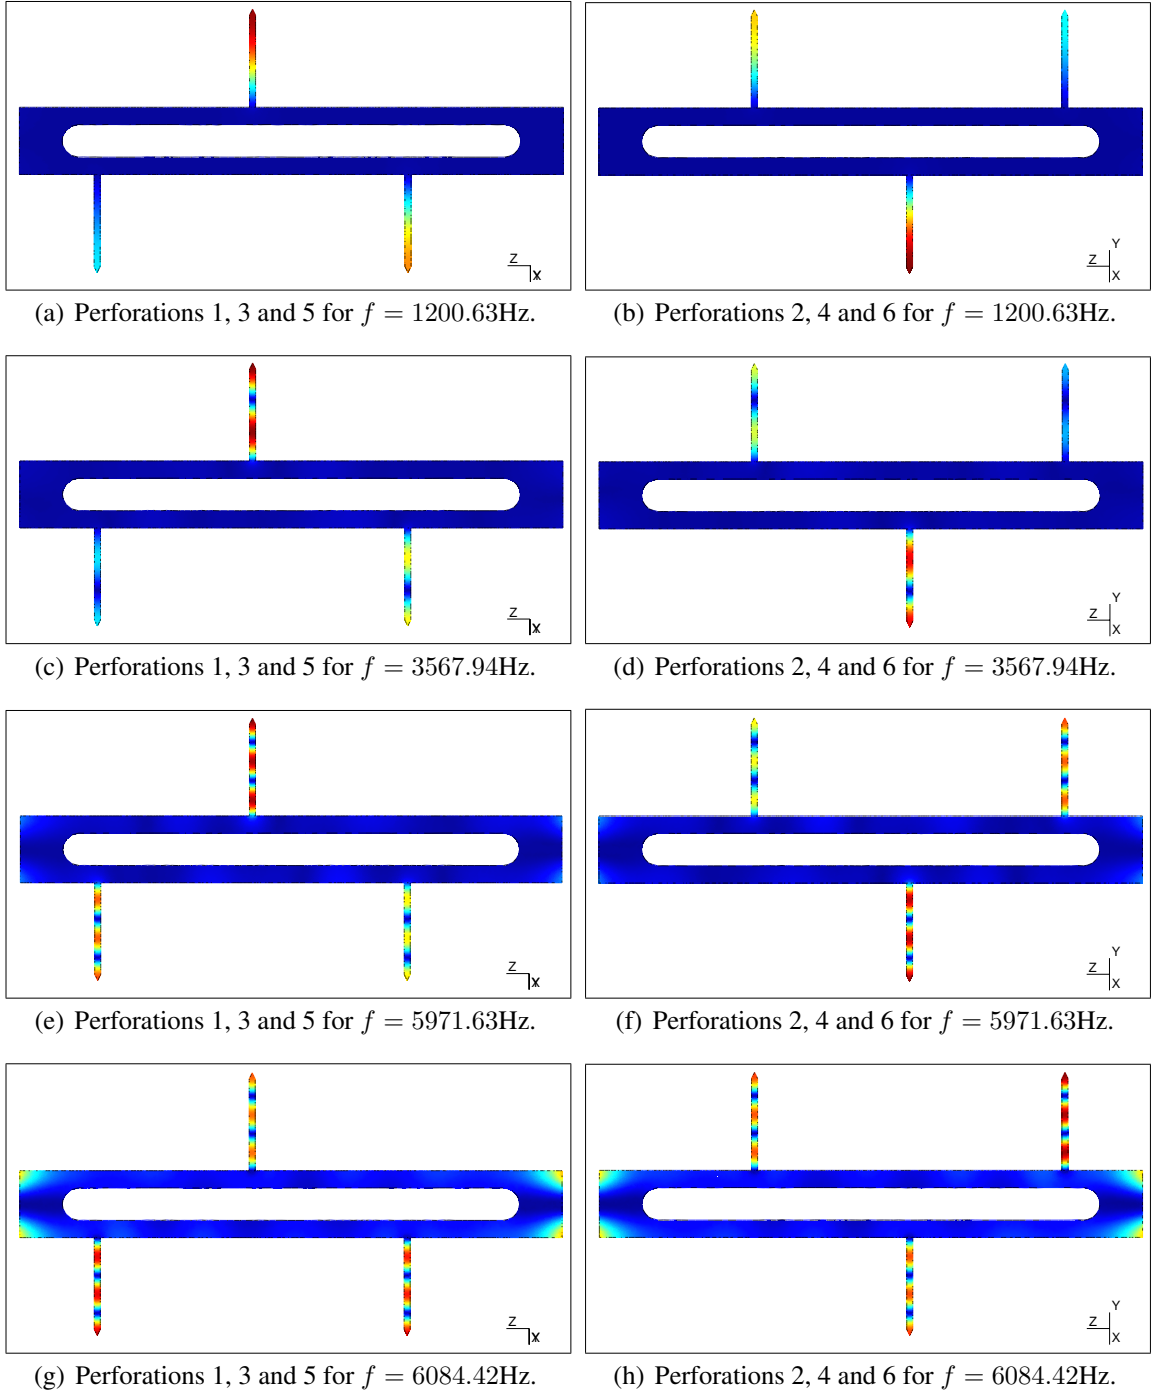 Z
X
Y
Z
X
(a) Perforations 1, 3 and 5 for f = 1200.63Hz.
(b) Perforations 2, 4 and 6 for f = 1200.63Hz.
Z
X
Y
Z
X
(c) Perforations 1, 3 and 5 for f = 3567.94Hz.
(d) Perforations 2, 4 and 6 for f = 3567.94Hz.
Z
X
Y
Z
X
(e) Perforations 1, 3 and 5 for f = 5971.63Hz.
(f) Perforations 2, 4 and 6 for f = 5971.63Hz.
Z
X
Y
Z
X
(g) Perforations 1, 3 and 5 for f = 6084.42Hz.
(h) Perforations 2, 4 and 6 for f = 6084.42Hz.